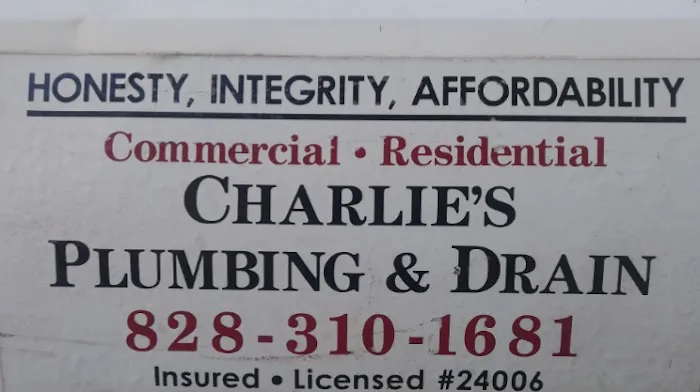 HONESTY, INTEGRITY, AFFORDABILITY
Commercial • Residential
CHARLIE'S
PLUMBING & DRAIN
828-310-1681
Insured • Licensed #24006